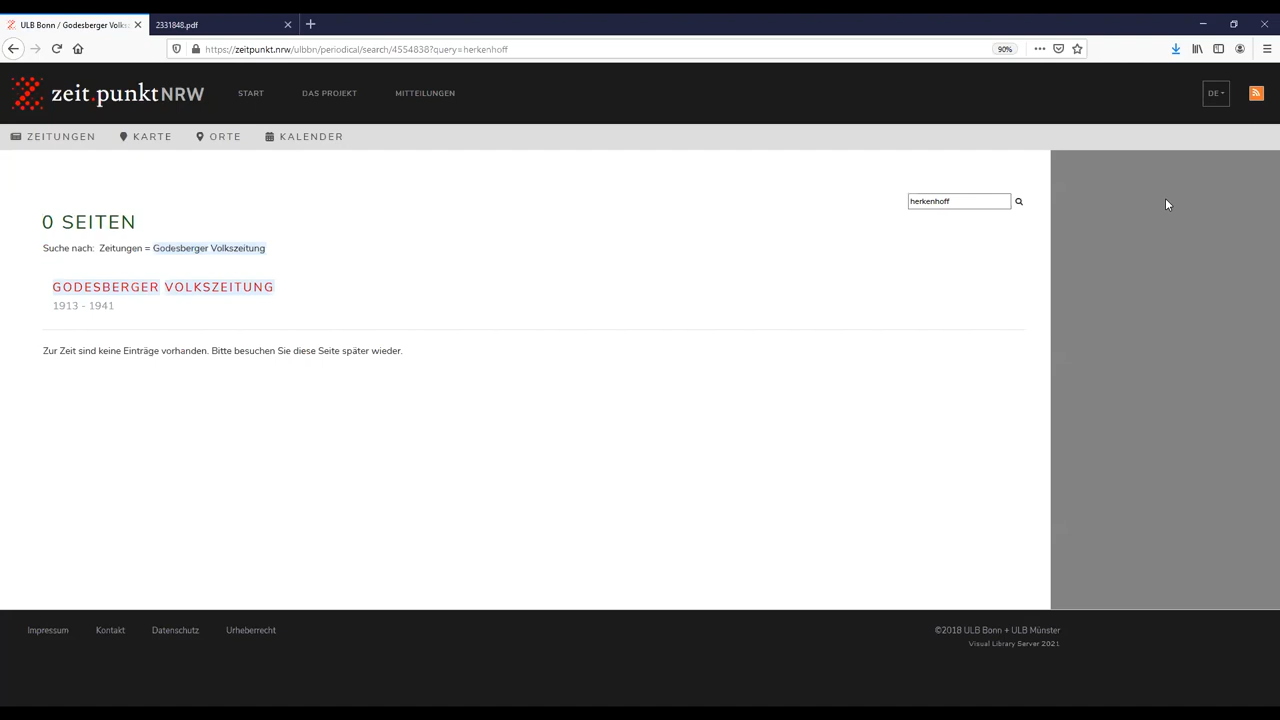 ULB Bonn / Godesberger Volks
2331848.pdf
https://zeitpunkt.nrw/ulbbn/periodical/search/4554838?query=herkenhoff
90%
zeit.punktNRW
START
DAS PROJEKT
MITTEILUNGEN
DE
ZEITUNGEN
KARTE
ORTE
KALENDER
herkenhoff
0 SEITEN
Suche nach: Zeitungen = Godesberger Volkszeitung
GODESBERGER VOLKSZEITUNG
1913 - 1941
Zur Zeit sind keine Einträge vorhanden. Bitte besuchen Sie diese Seite später wieder.
Impressum
Kontakt
Datenschutz
Urheberrecht
©2018 ULB Bonn + ULB Münster
Visual Library Server 2021